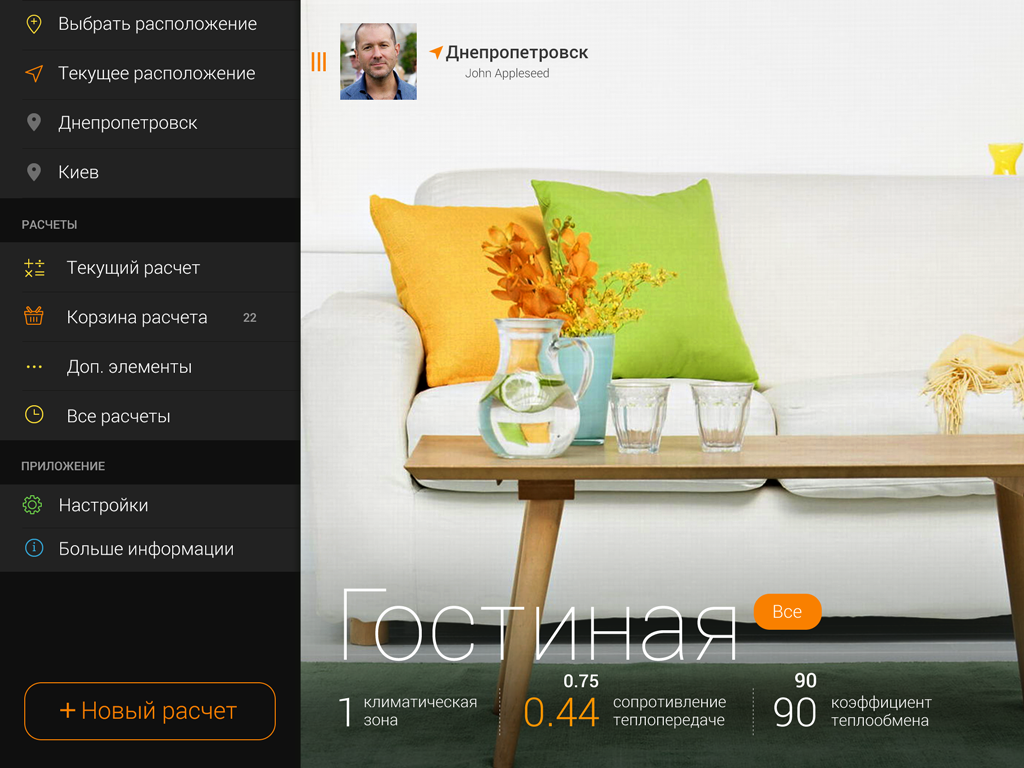 Выбрать расположение
Текущее расположение
Днепропетровск
Киев
РАСЧЕТЫ
Текущий расчет
Корзина расчета 22
Доп. элементы
Все расчеты
ПРИЛОЖЕНИЕ
Настройки
Больше информации
+ Новый расчет
Днепропетровск
John Appleseed
Гостиная
Все
1 климатическая
зона
0.75
0.44 сопротивление
теплопередаче
90
90 коэффициент
теплообмена